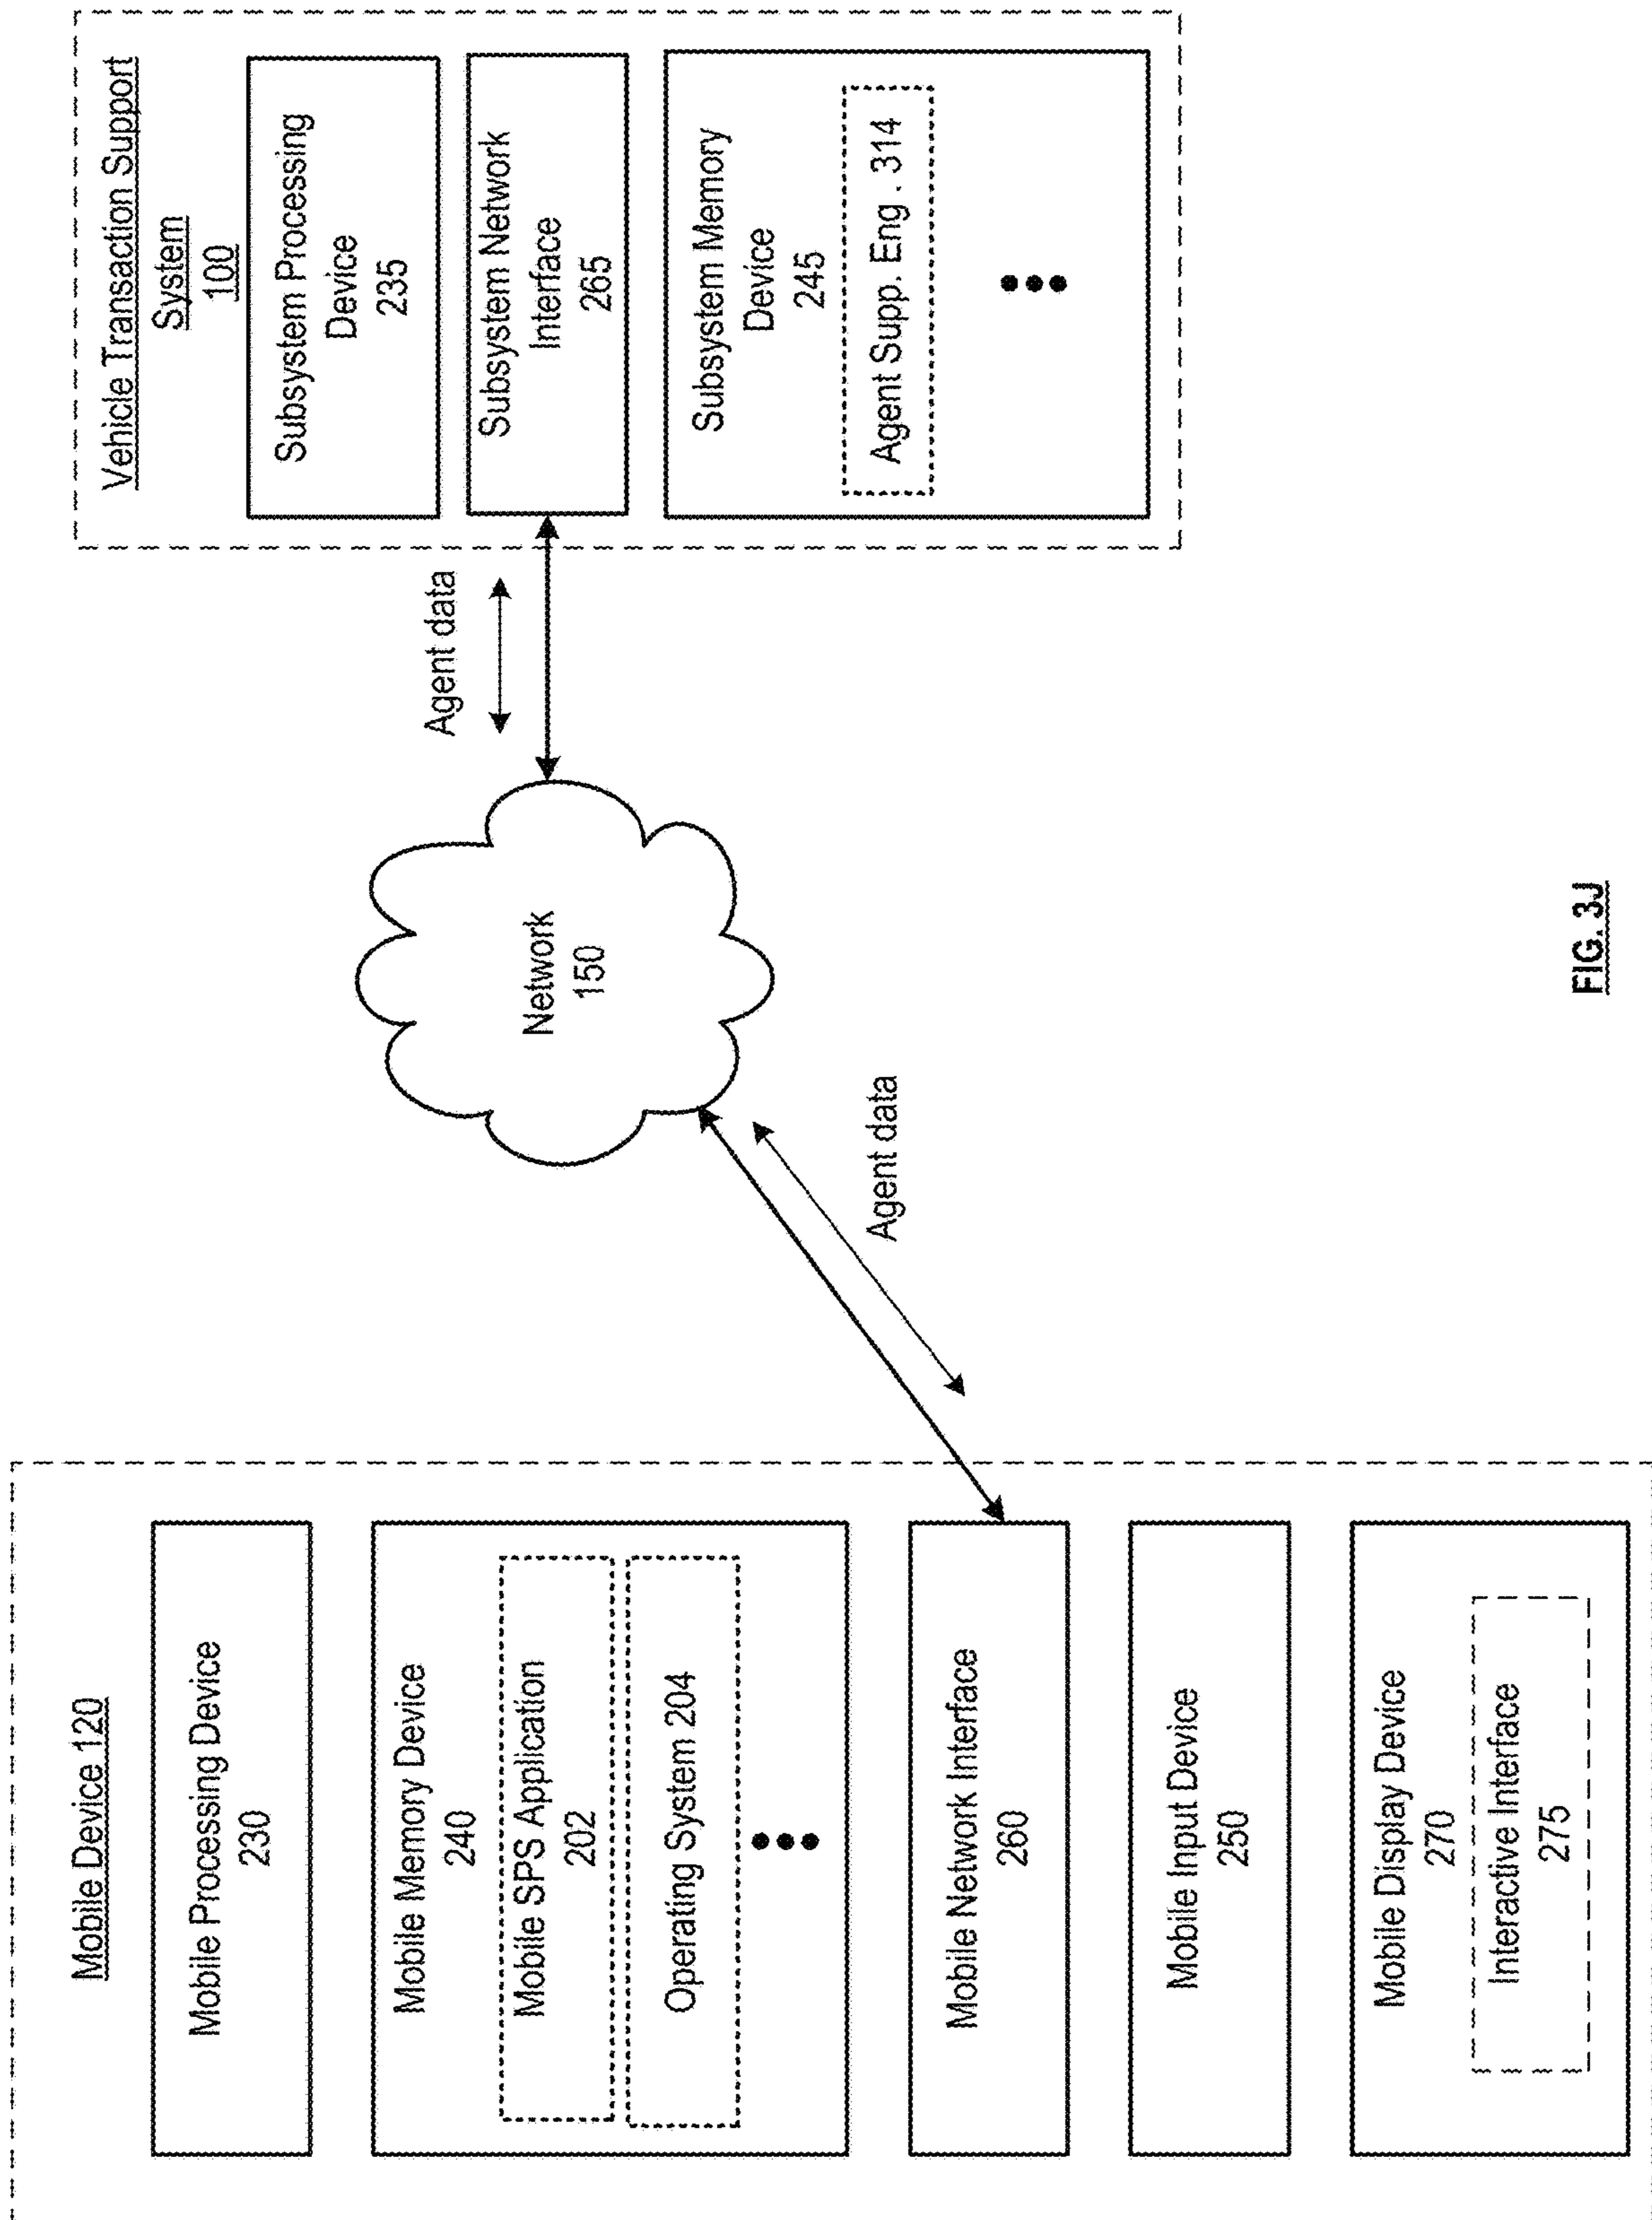 Mobile Device 120
Mobile Processing Device
230
Mobile Memory Device
240
Mobile SPS Application
202
Operating System 204
Mobile Network Interface
260
Mobile Input Device
250
Mobile Display Device
270
Interactive Interface
275
Agent data
Network
150
Agent data
Vehicle Transaction Support
System
100
Subsystem Processing
Device
235
Subsystem Network
Interface
265
Subsystem Memory
Device
245
Agent Supp. Eng . 314
FIG. 3J